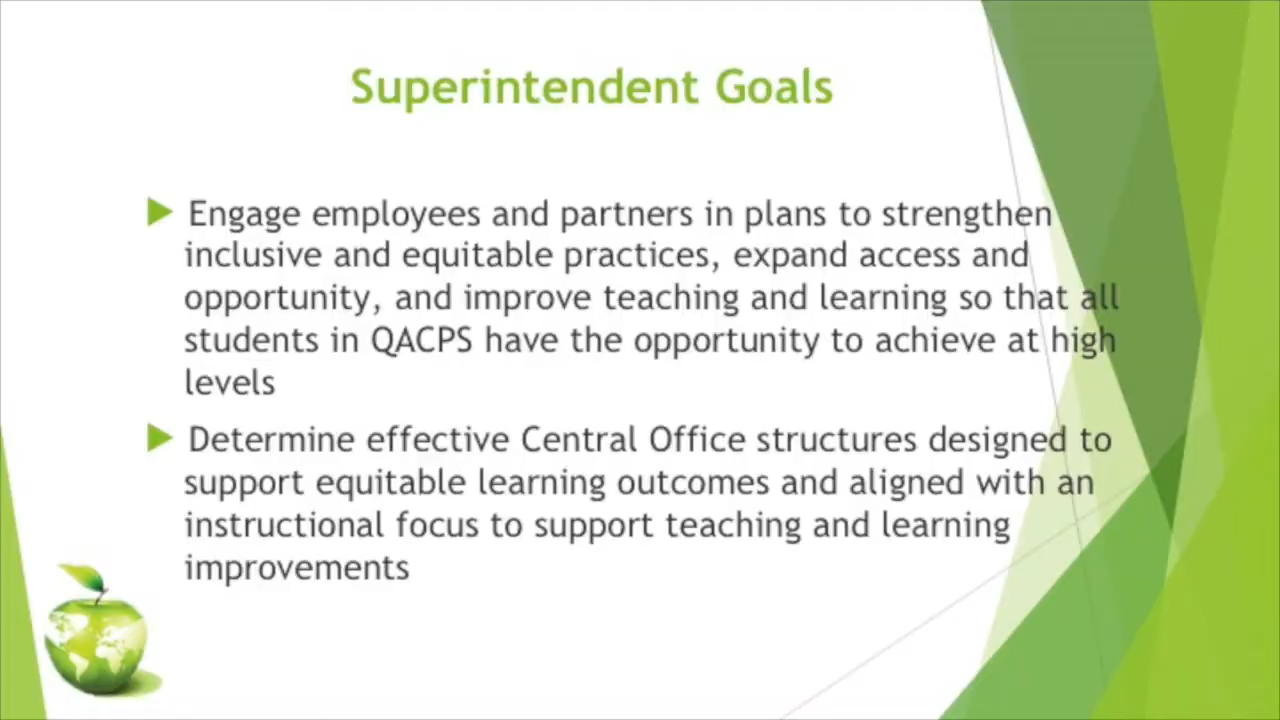 Superintendent Goals
Engage employees and partners in plans to strengthen
inclusive and equitable practices, expand access and
opportunity, and improve teaching and learning so that all
students in QACPS have the opportunity to achieve at high
levels
Determine effective Central Office structures designed to
support equitable learning outcomes and aligned with an
instructional focus to support teaching and learning
improvements